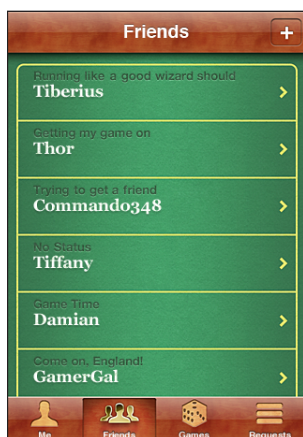 Friends
+
Running like a good wizard should
Tiberius
Getting my game on
Thor
Trying to get a friend
Commando348
No Status
Tiffany
Game Time
Damian
Come on, England!
GamerGal
Me
Friends
Games
Requests